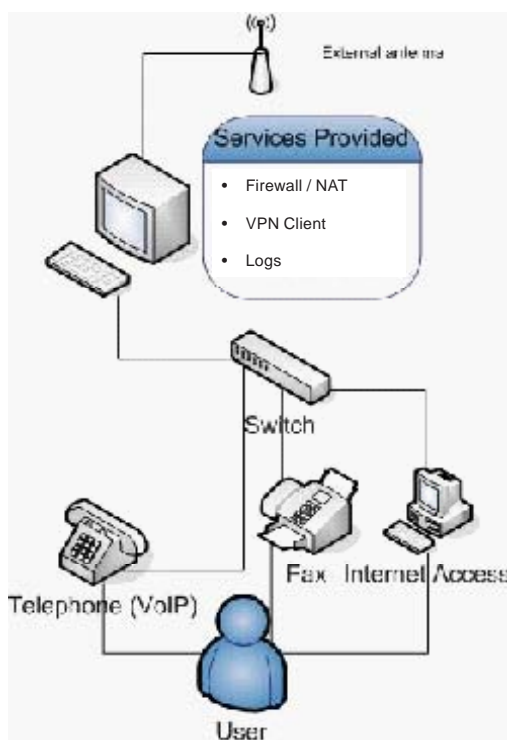 External antenna
Services Provided
• Firewall / NAT
• VPN Client
• Logs
Switch
Fax
Internet Access
Telephone (VoIP)
User